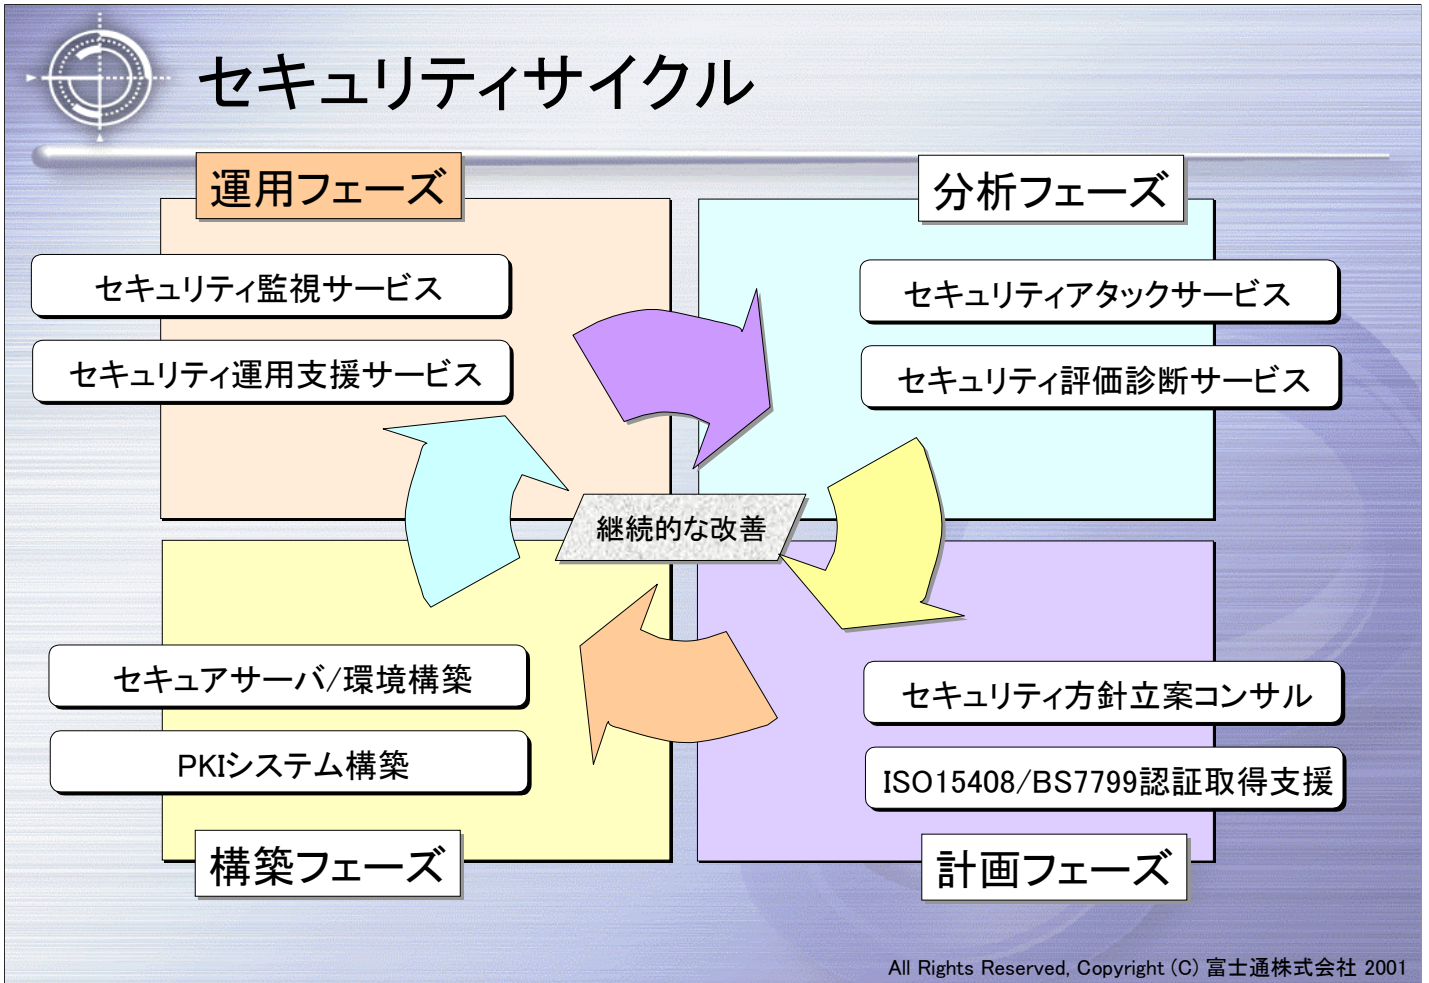 セキュリティサイクル
運用フェーズ
セキュリティ監視サービス
セキュリティ運用支援サービス
分析フェーズ
セキュリティアタックサービス
セキュリティ評価診断サービス
継続的な改善
セキュアサーバ/環境構築
PKIシステム構築
構築フェーズ
セキュリティ方針立案コンサル
ISO15408/BS7799認証取得支援
計画フェーズ
All Rights Reserved, Copyright (C) 富士通株式会社 2001